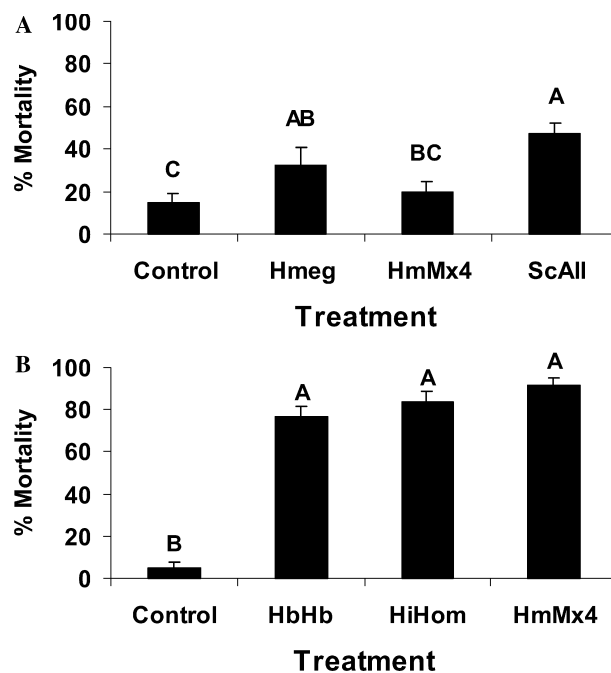 A
% Mortality
100
80
60
40
20
0
C
AB
BC
A
Control Hmeg HmMx4 ScAll
Treatment
B
% Mortality
100
80
60
40
20
0
B
A
A
A
Control HbHb HiHom HmMx4
Treatment